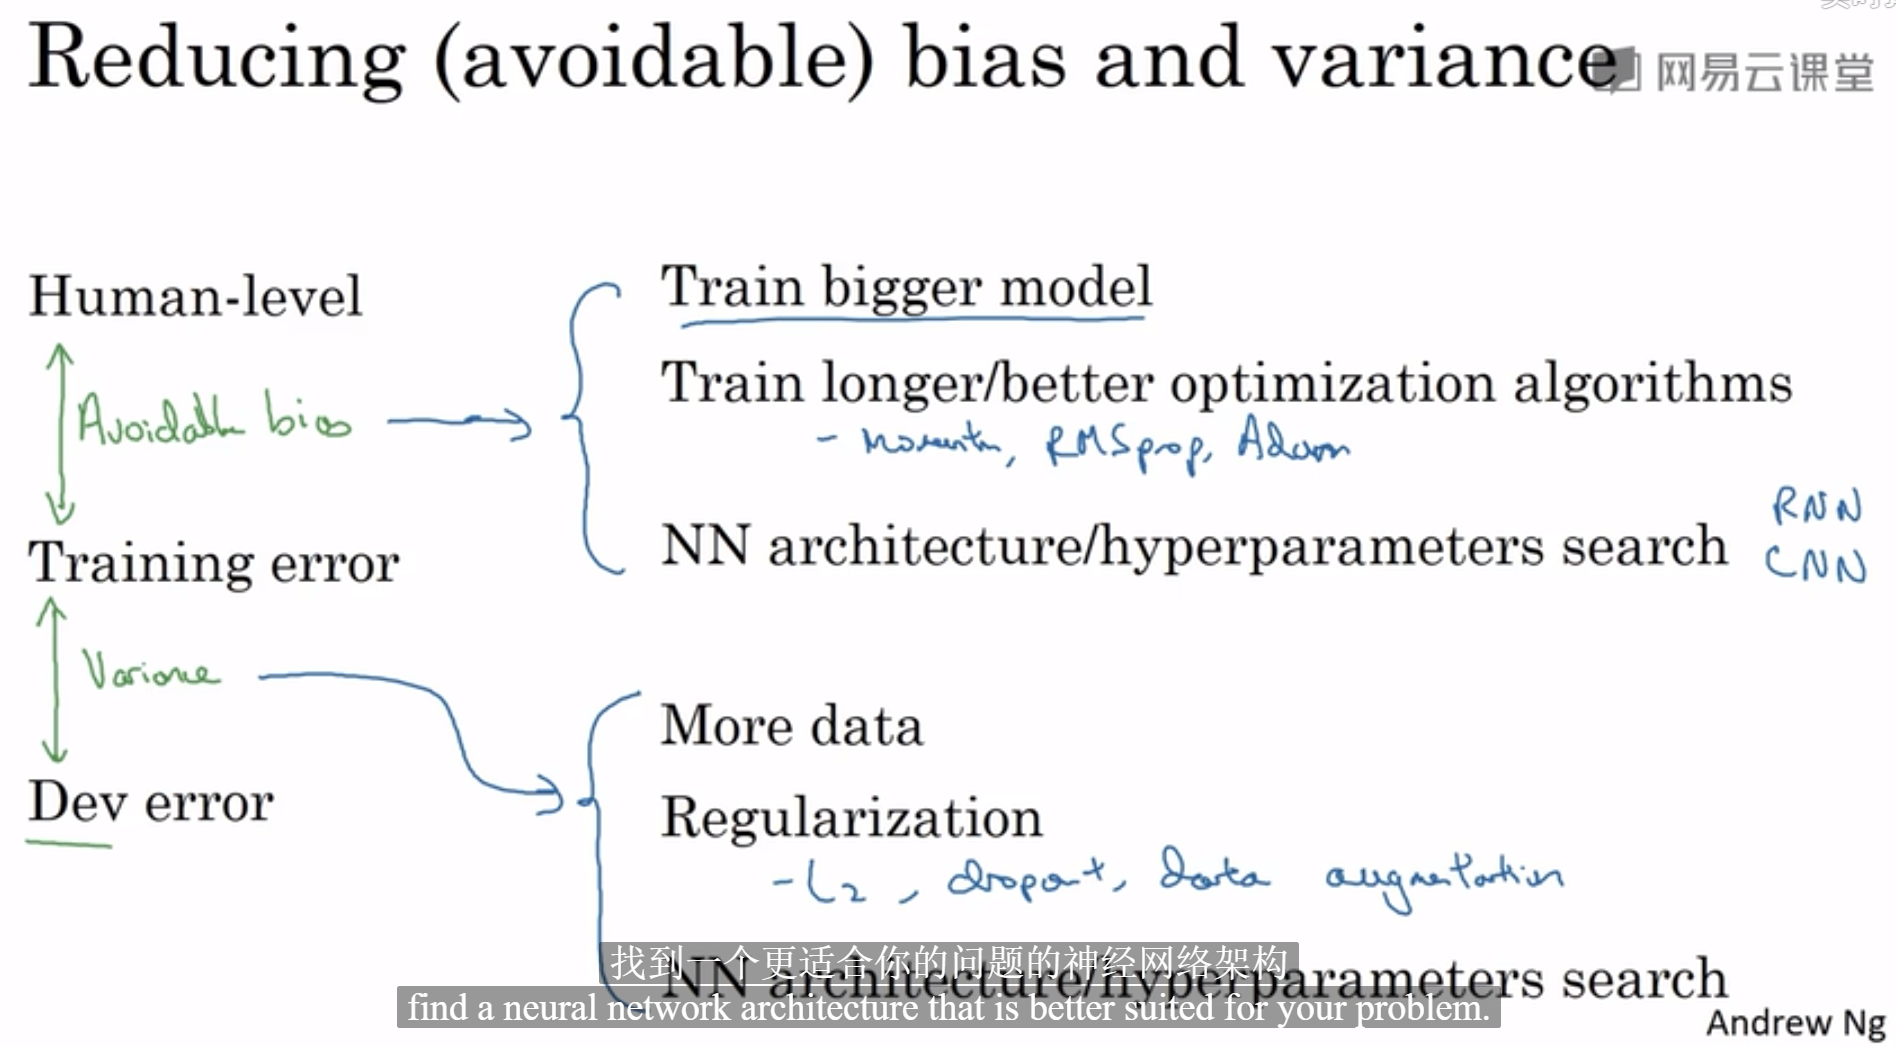 Reducing (avoidable) bias and variance
网易云课堂
Human-level
Avoidable bias
Training error
Variance
Dev error
Train bigger model
Train longer/better optimization algorithms
- Momentum, RMSprop, Adam
NN architecture/hyperparameters search
RNN
CNN
More data
Regularization
- L2, dropout, data augmentation
NN architecture/hyperparameters search
找到一个更适合你的问题的神经网络架构
find a neural network architecture that is better suited for your problem.
Andrew Ng